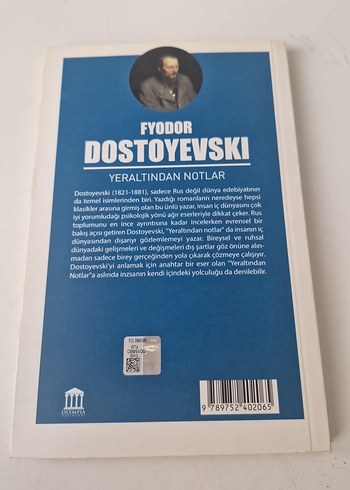 FYODOR
DOSTOYEVSKI
YERALTINDAN NOTLAR
Dostoyevski (1821-1881), sadece Rus değil dünya edebiyatının
da temel isimlerinden biri. Yazdığı romanların neredeyse hepsi
klasikler arasına girmiş olan bu ünlü yazar, insan iç dünyasını çok
iyi yorumladığı psikolojik yönü ağır eserleriyle dikkat çeker. Rus
toplumunu en ince ayrıntısına kadar incelerken evrensel bir
bakış açısı getiren Dostoyevski, "Yeraltından notlar" da insanın iç
dünyasından dışarıyı gözlemlemeyi yazar. Bireysel ve ruhsal
dünyadaki gelişmeleri ve değişmeleri dış şartlar göz önüne alın-
madan sadece birey gerçeğinden yola çıkarak çözmeye çalışıyor.
Dostoyevski'yi anlamak için anahtar bir eser olan "Yeraltından
Notlar"a aslında inzsanın kendi içindeki yolculuğu da denilebilir.
OLYMPIA
9 789752 402065